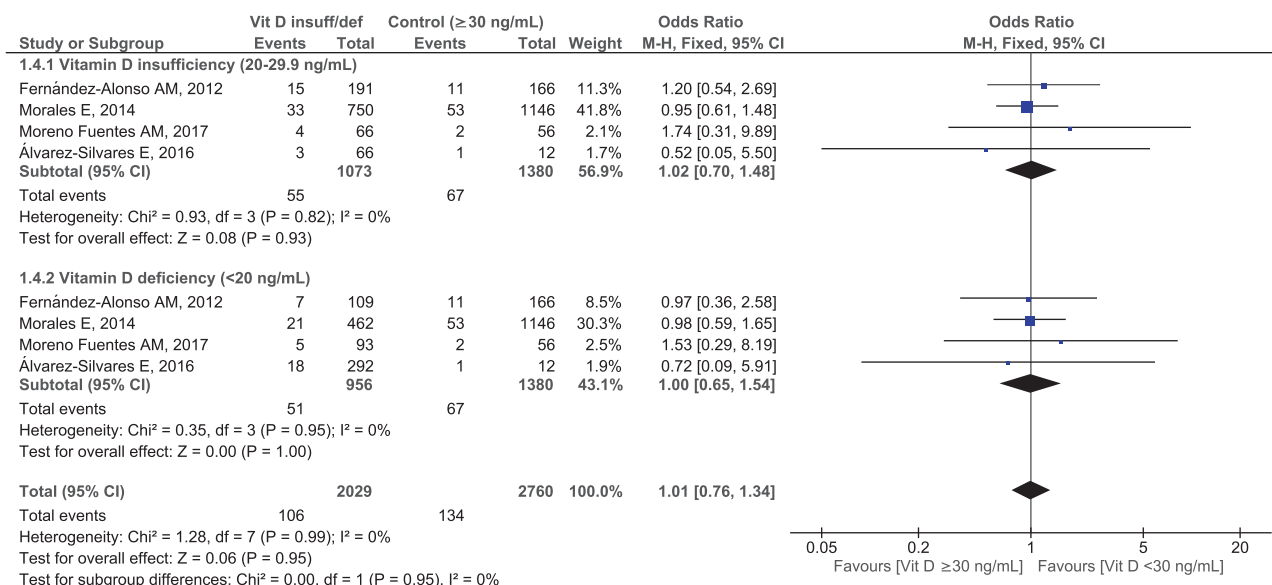 Vit D insuff/def Control (≥30 ng/mL) Odds Ratio Odds Ratio
Study or Subgroup Events Total Events Total Weight M-H, Fixed, 95% CI M-H, Fixed, 95% CI
1.4.1 Vitamin D insufficiency (20-29.9 ng/mL)
Fernández-Alonso AM, 2012 15 191 11 166 11.3% 1.20 [0.54, 2.69]
Morales E, 2014 33 750 53 1146 41.8% 0.95 [0.61, 1.48]
Moreno Fuentes AM, 2017 4 66 2 56 2.1% 1.74 [0.31, 9.89]
Álvarez-Silvares E, 2016 3 66 1 12 1.7% 0.52 [0.05, 5.50]
Subtotal (95% CI) 1073 1380 56.9% 1.02 [0.70, 1.48]
Total events 55 67
Heterogeneity: Chi² = 0.93, df = 3 (P = 0.82); I² = 0%
Test for overall effect: Z = 0.08 (P = 0.93)
1.4.2 Vitamin D deficiency (<20 ng/mL)
Fernández-Alonso AM, 2012 7 109 11 166 8.5% 0.97 [0.36, 2.58]
Morales E, 2014 21 462 53 1146 30.3% 0.98 [0.59, 1.65]
Moreno Fuentes AM, 2017 5 93 2 56 2.5% 1.53 [0.29, 8.19]
Álvarez-Silvares E, 2016 18 292 1 12 1.9% 0.72 [0.09, 5.91]
Subtotal (95% CI) 956 1380 43.1% 1.00 [0.65, 1.54]
Total events 51 67
Heterogeneity: Chi² = 0.35, df = 3 (P = 0.95); I² = 0%
Test for overall effect: Z = 0.00 (P = 1.00)
Total (95% CI) 2029 2760 100.0% 1.01 [0.76, 1.34]
Total events 106 134
Heterogeneity: Chi² = 1.28, df = 7 (P = 0.99); I² = 0%
Test for overall effect: Z = 0.06 (P = 0.95)
Test for subgroup differences: Chi² = 0.00, df = 1 (P = 0.95), I² = 0%
0.05 0.2 1 5 20
Favours [Vit D ≥30 ng/mL] Favours [Vit D <30 ng/mL]